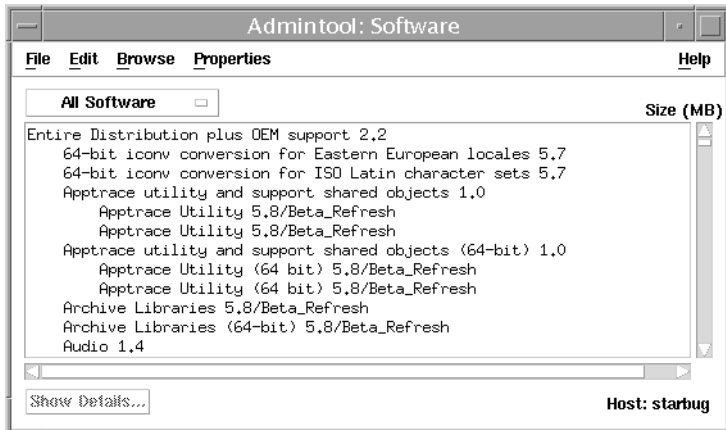 Admintool: Software
File Edit Browse Properties Help
All Software
Size (MB)
Entire Distribution plus OEM support 2.2
64-bit iconv conversion for Eastern European locales 5.7
64-bit iconv conversion for ISO Latin character sets 5.7
Apptrace utility and support shared objects 1.0
Apptrace Utility 5.8/Beta_Refresh
Apptrace Utility 5.8/Beta_Refresh
Apptrace utility and support shared objects (64-bit) 1.0
Apptrace Utility (64 bit) 5.8/Beta_Refresh
Apptrace Utility (64 bit) 5.8/Beta_Refresh
Archive Libraries 5.8/Beta_Refresh
Archive Libraries (64-bit) 5.8/Beta_Refresh
Audio 1.4
Show Details... Host: starbug